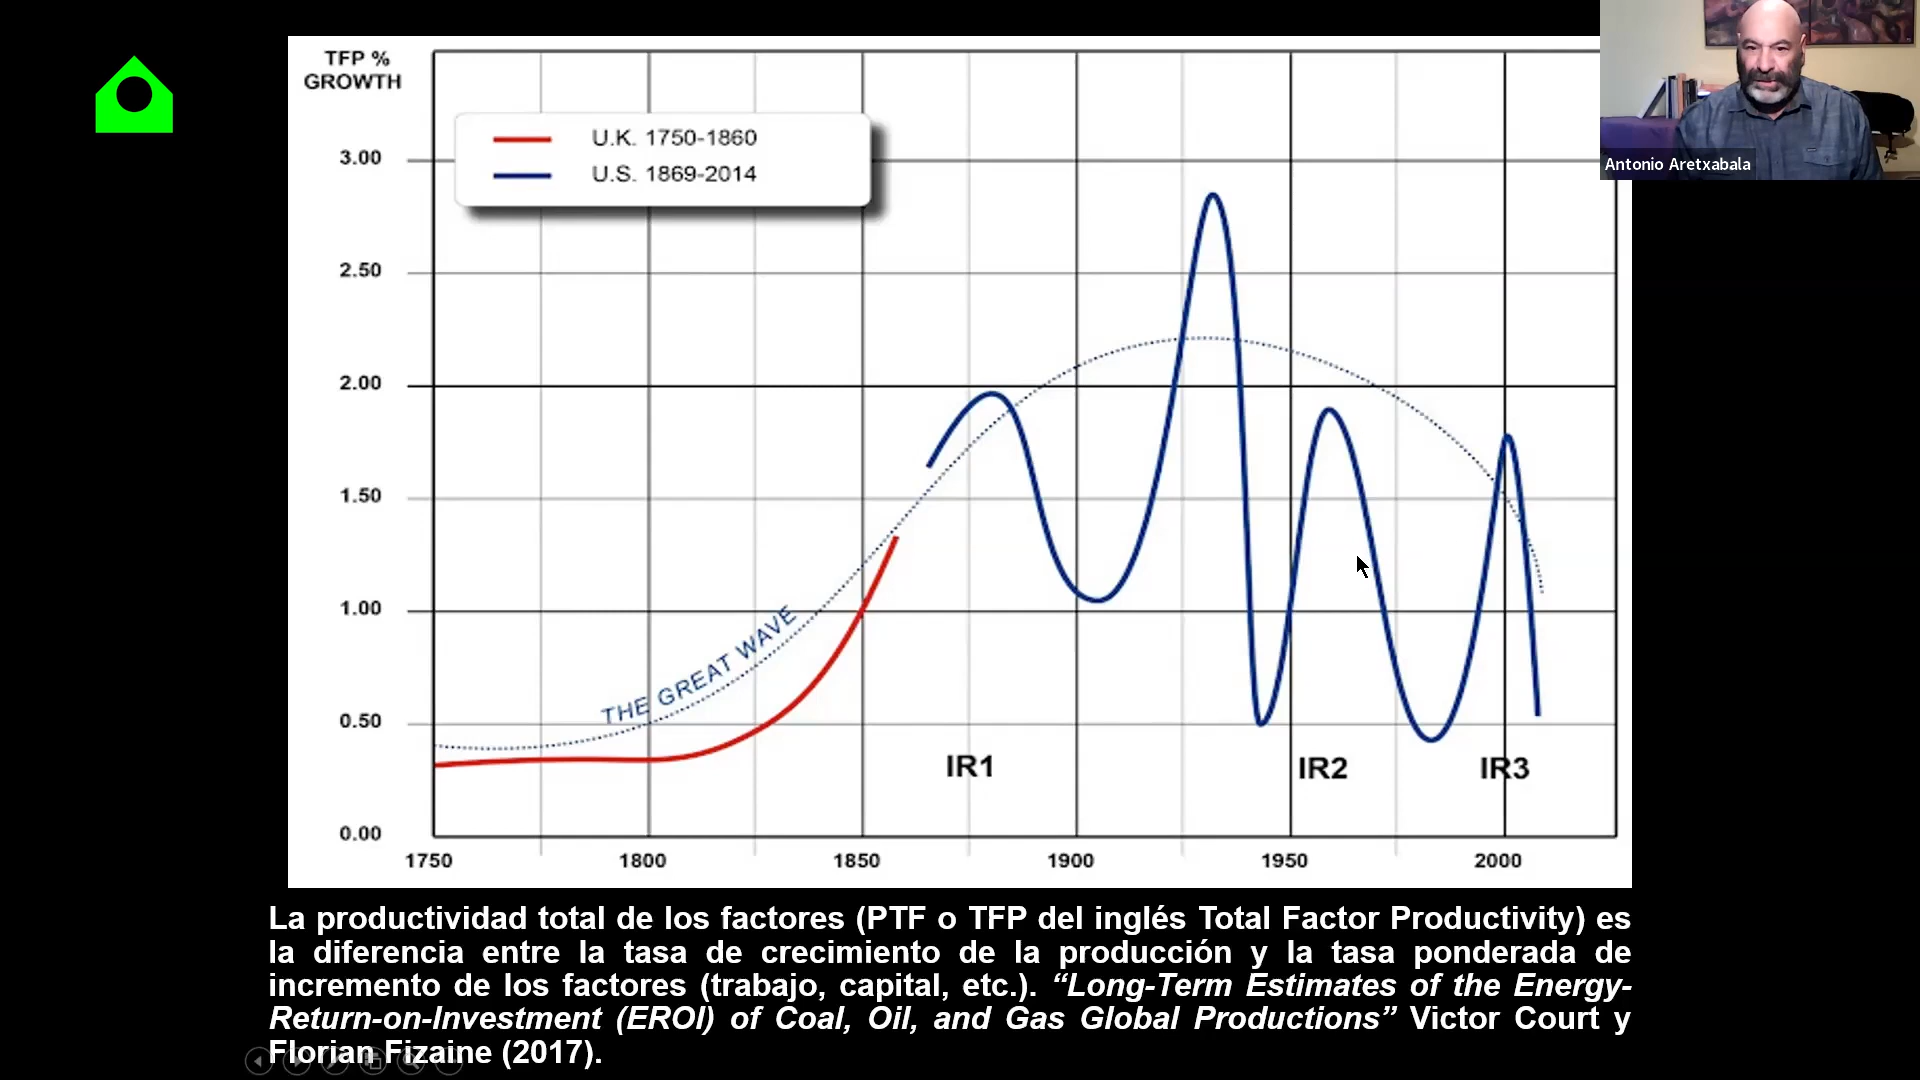 TFP %
GROWTH
U.K. 1750-1860
U.S. 1869-2014
Antonio Aretxabala
3.00
2.50
2.00
1.50
1.00
0.50
0.00
THE GREAT WAVE
IR1
IR2
IR3
1750
1800
1850
1900
1950
2000
La productividad total de los factores (PTF o TFP del inglés Total Factor Productivity) es
la diferencia entre la tasa de crecimiento de la producción y la tasa ponderada de
incremento de los factores (trabajo, capital, etc.). “Long-Term Estimates of the Energy-
Return-on-Investment (EROI) of Coal, Oil, and Gas Global Productions” Victor Court y
Florian Fizaine (2017).